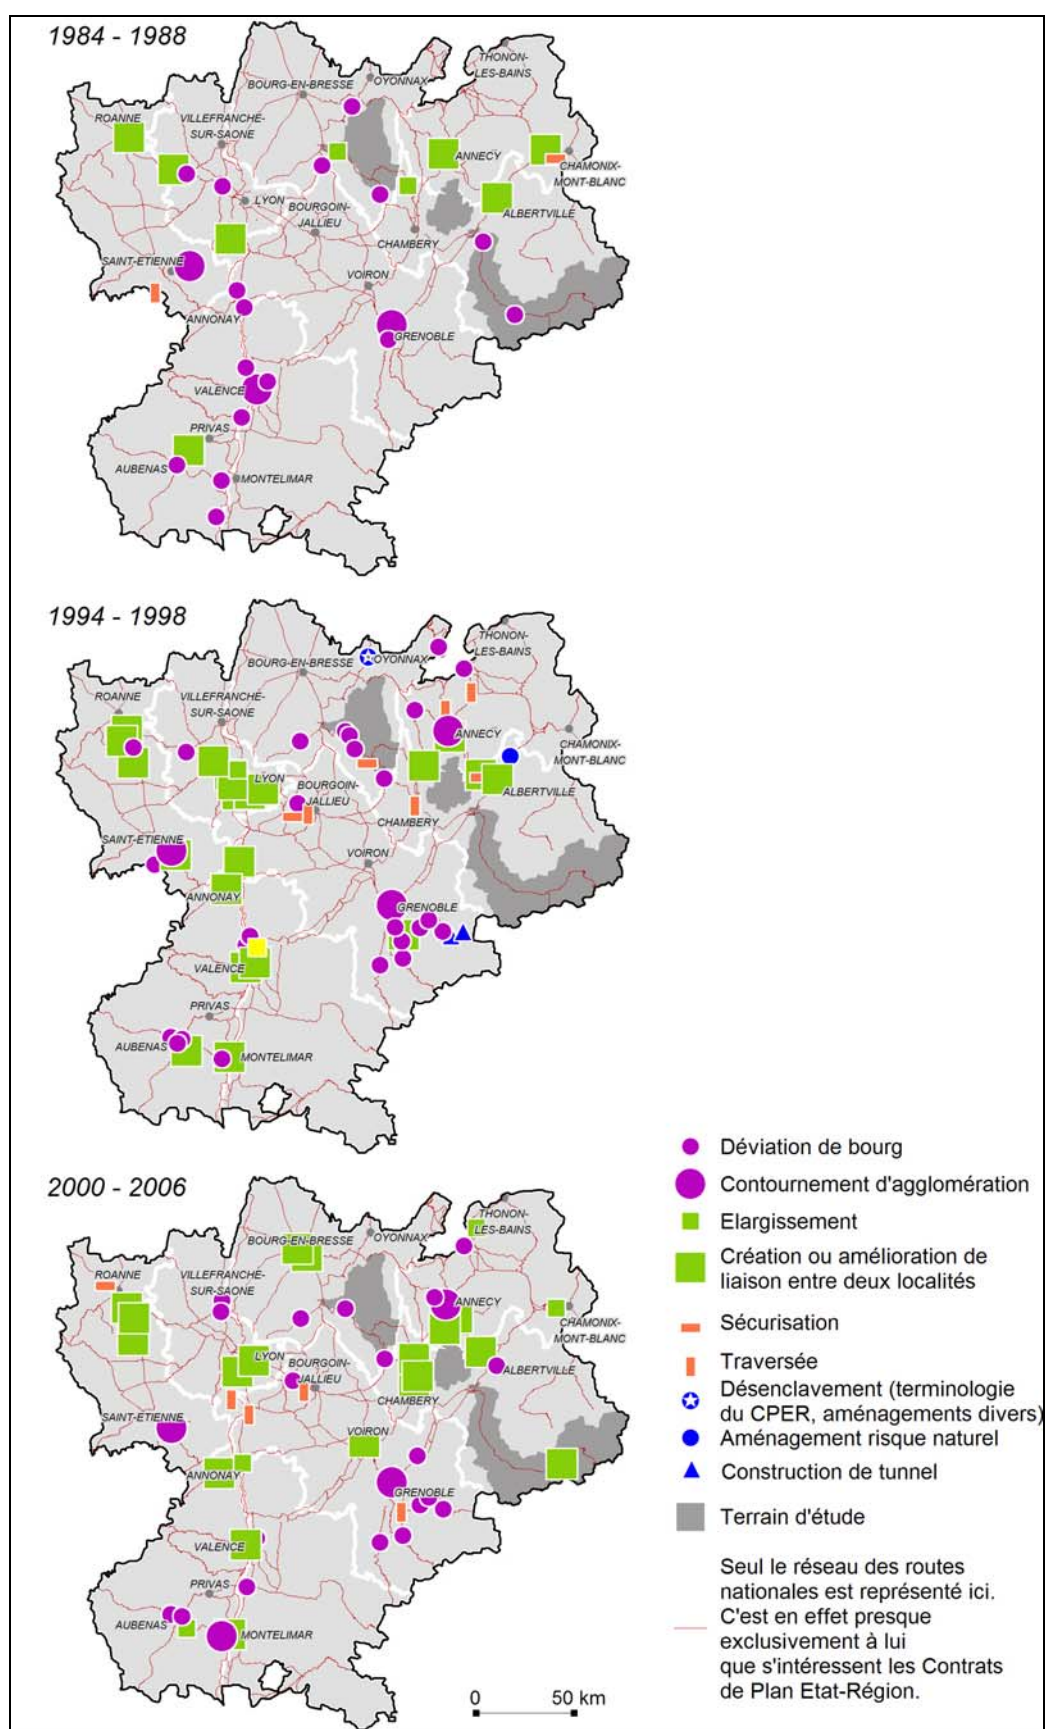 1984 - 1988
THONON-
LES-BAINS
OYONNAX
BOURG-EN-BRESSE
ROANNE
VILLEFRANCHE-
SUR-SAONE
ANNECY
CHAMONIX-
MONT-BLANC
LYON
BOURGOIN-
JALLIEU
ALBERTVILLE
CHAMBERY
SAINT-ETIENNE
VOIRON
ANNONAY
GRENOBLE
VALENCE
PRIVAS
AUBENAS
MONTELIMAR
1994 - 1998
THONON-
LES-BAINS
OYONNAX
BOURG-EN-BRESSE
ROANNE
VILLEFRANCHE-
SUR-SAONE
ANNECY
CHAMONIX-
MONT-BLANC
LYON
BOURGOIN-
JALLIEU
ALBERTVILLE
CHAMBERY
SAINT-ETIENNE
VOIRON
ANNONAY
GRENOBLE
VALENCE
PRIVAS
AUBENAS
MONTELIMAR
2000 - 2006
THONON-
LES-BAINS
OYONNAX
BOURG-EN-BRESSE
ROANNE
VILLEFRANCHE-
SUR-SAONE
ANNECY
CHAMONIX-
MONT-BLANC
LYON
BOURGOIN-
JALLIEU
ALBERTVILLE
CHAMBERY
SAINT-ETIENNE
VOIRON
ANNONAY
GRENOBLE
VALENCE
PRIVAS
AUBENAS
MONTELIMAR
0 50 km
Déviation de bourg
Contournement d'agglomération
Elargissement
Création ou amélioration de
liaison entre deux localités
Sécurisation
Traversée
Désenclavement (terminologie
du CPER, aménagements divers)
Aménagement risque naturel
Construction de tunnel
Terrain d'étude
Seul le réseau des routes
nationales est représenté ici.
C'est en effet presque
exclusivement à lui
que s'intéressent les Contrats
de Plan Etat-Région.